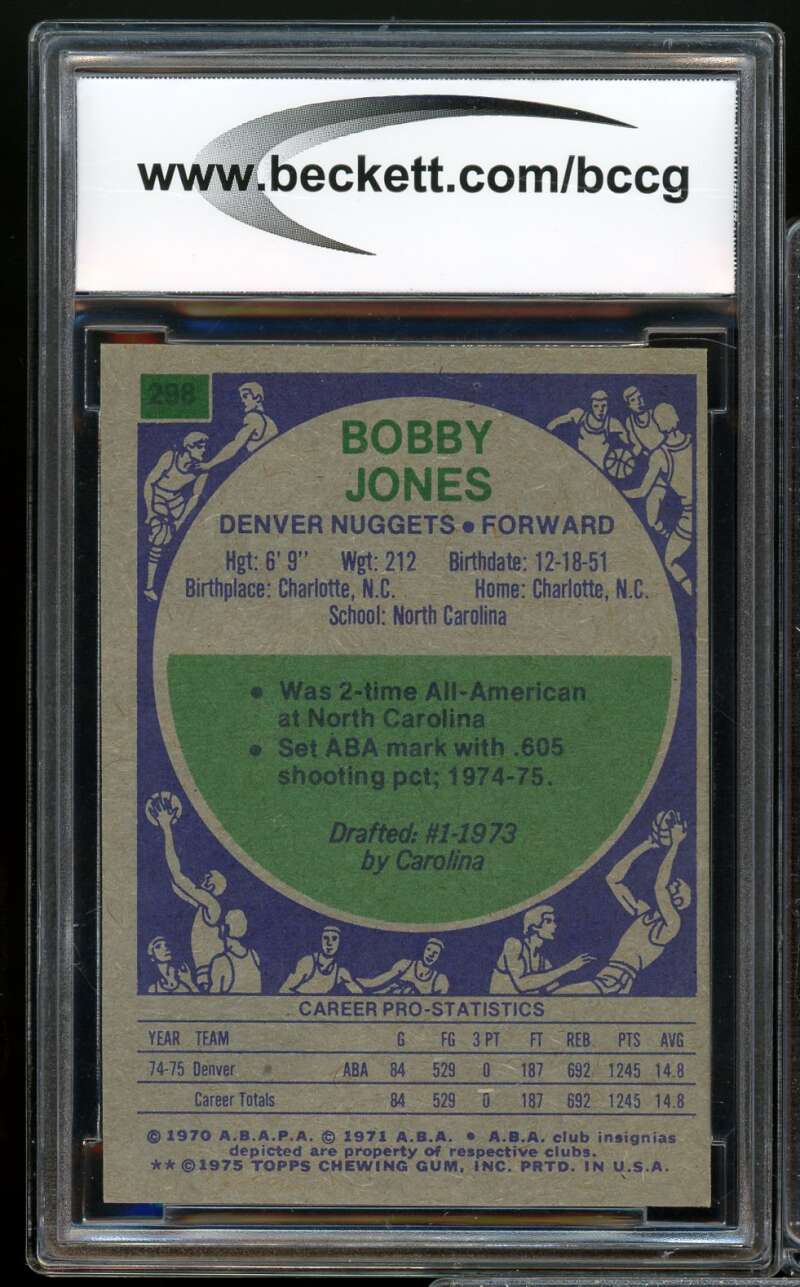 www.beckett.com/bccg
298
BOBBY
JONES
DENVER NUGGETS • FORWARD
Hgt: 6' 9" Wgt: 212 Birthdate: 12-18-51
Birthplace: Charlotte, N.C. Home: Charlotte, N.C.
School: North Carolina
• Was 2-time All-American
at North Carolina
• Set ABA mark with .605
shooting pct; 1974-75.
Drafted: #1-1973
by Carolina
CAREER PRO-STATISTICS
YEAR TEAM G FG 3 PT FT REB PTS AVG
74-75 Denver ABA 84 529 0 187 692 1245 14.8
Career Totals 84 529 0 187 692 1245 14.8
© 1970 A.B.A.P.A. © 1971 A.B.A. • A.B.A. club insignias
depicted are property of respective clubs.
** ©1975 TOPPS CHEWING GUM, INC. PRTD. IN U.S.A.